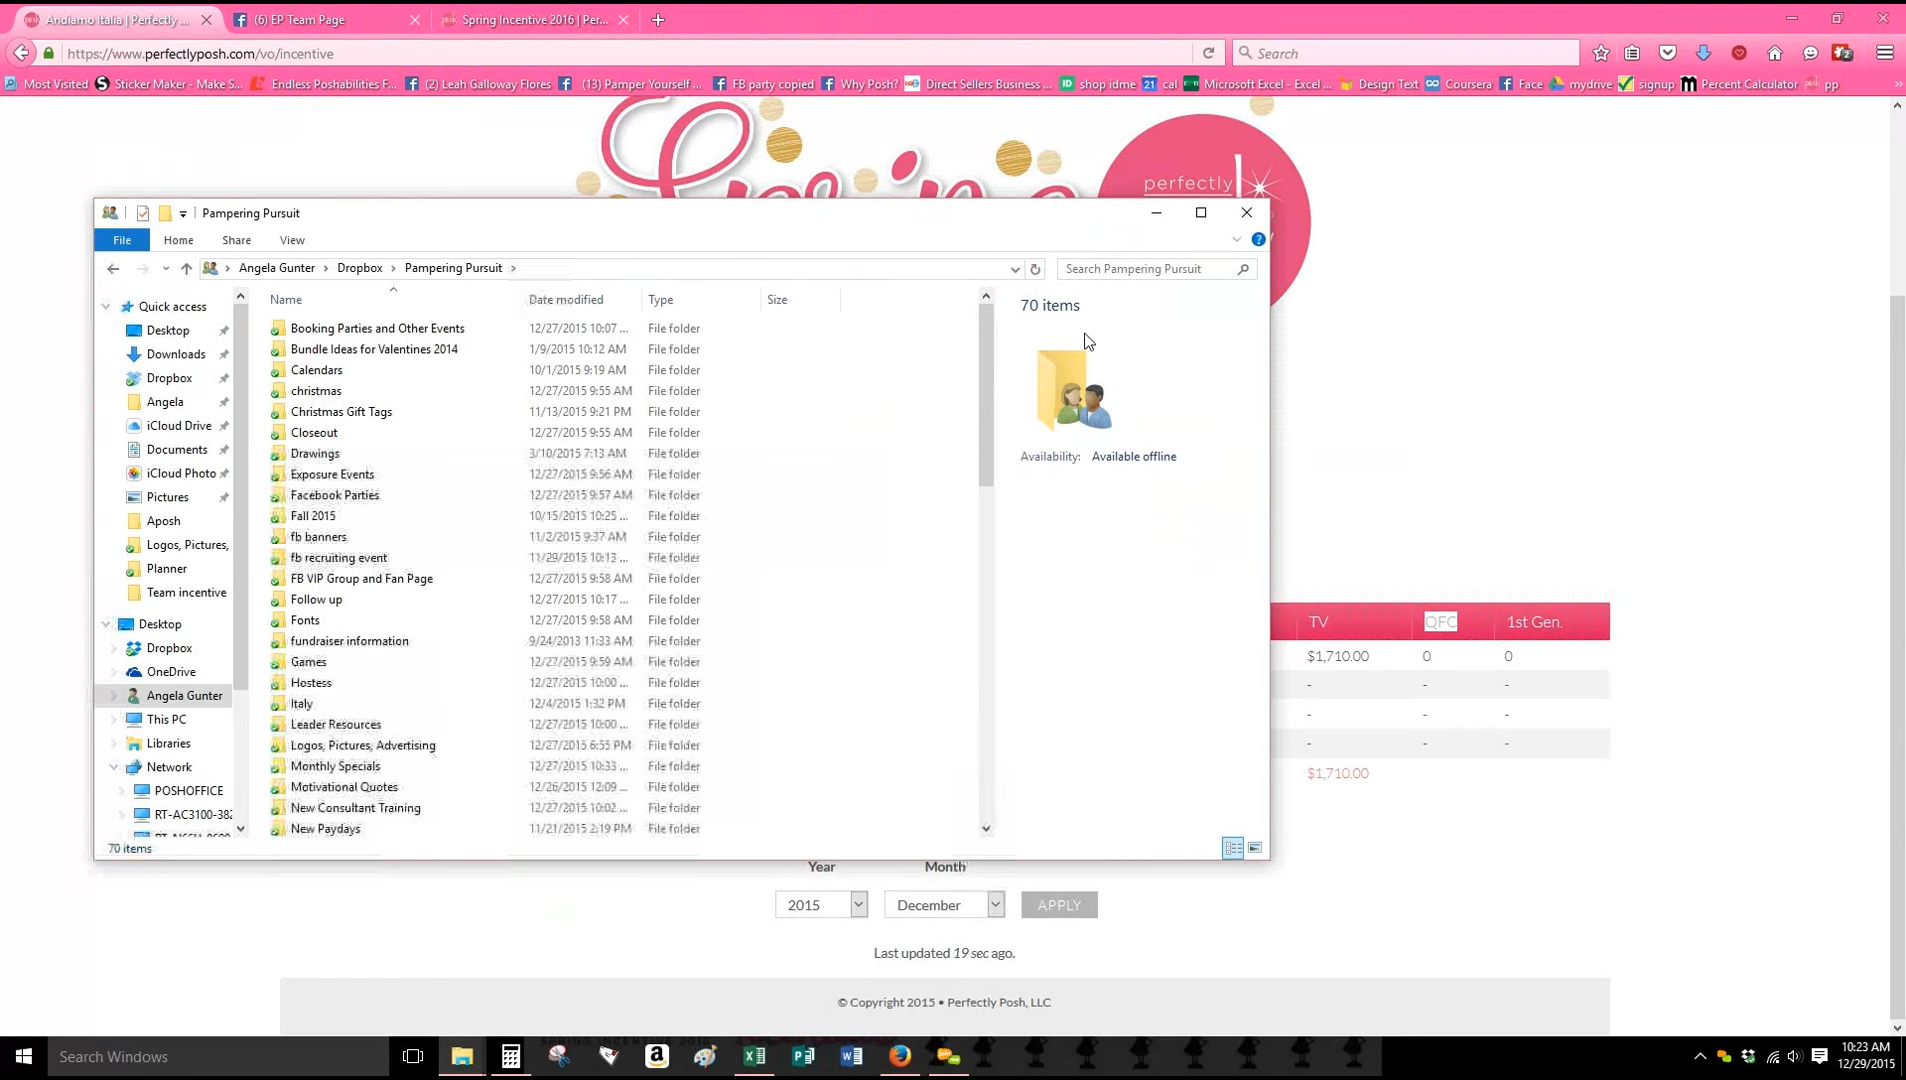 Andiamo Italia | Perfectly ...
(6) EP Team Page
Spring Incentive 2016 | Per...
https://www.perfectlyposh.com/vo/incentive
Search
2
Most Visited
Sticker Maker - Make S...
Endless Poshabilities F...
(2) Leah Galloway Flores
(13) Pamper Yourself ...
FB party copied
Why Posh?
Direct Sellers Business ...
shop idme
21 cal
Microsoft Excel - Excel ...
Design Text
Coursera
Face
mydrive
signup
Percent Calculator
pp
perfectly
Pampering Pursuit
File
Home
Share
View
Angela Gunter
Dropbox
Pampering Pursuit
Search Pampering Pursuit
Name
Date modified
Type
Size
70 items
Availability: Available offline
Quick access
Desktop
Downloads
Dropbox
Angela
iCloud Drive
Documents
iCloud Photo
Pictures
Aposh
Logos, Pictures,
Planner
Team incentive
Desktop
Dropbox
OneDrive
Angela Gunter
This PC
Libraries
Network
POSHOFFICE
RT-AC3100-382
Booking Parties and Other Events 12/27/2015 10:07 ... File folder
Bundle Ideas for Valentines 2014 1/9/2015 10:12 AM File folder
Calendars 10/1/2015 9:19 AM File folder
christmas 12/27/2015 9:55 AM File folder
Christmas Gift Tags 11/13/2015 9:21 PM File folder
Closeout 12/27/2015 9:55 AM File folder
Drawings 3/10/2015 7:13 AM File folder
Exposure Events 12/27/2015 9:56 AM File folder
Facebook Parties 12/27/2015 9:57 AM File folder
Fall 2015 10/15/2015 10:25 ... File folder
fb banners 11/2/2015 9:37 AM File folder
fb recruiting event 11/29/2015 10:13 ... File folder
FB VIP Group and Fan Page 12/27/2015 9:58 AM File folder
Follow up 12/27/2015 10:17 ... File folder
Fonts 12/27/2015 9:58 AM File folder
fundraiser information 9/24/2013 11:33 AM File folder
Games 12/27/2015 9:59 AM File folder
Hostess 12/27/2015 10:00 ... File folder
Italy 12/4/2015 1:32 PM File folder
Leader Resources 12/27/2015 10:00 ... File folder
Logos, Pictures, Advertising 12/27/2015 6:55 PM File folder
Monthly Specials 12/27/2015 10:33 ... File folder
Motivational Quotes 12/26/2015 12:09 ... File folder
New Consultant Training 12/27/2015 10:02 ... File folder
New Paydays 11/21/2015 2:19 PM File folder
70 items
TV QFC 1st Gen.
$1,710.00 0 0
- - -
- - -
- - -
$1,710.00
Year Month
2015 December APPLY
Last updated 19 sec ago.
© Copyright 2015 • Perfectly Posh, LLC
Search Windows
10:23 AM
12/29/2015